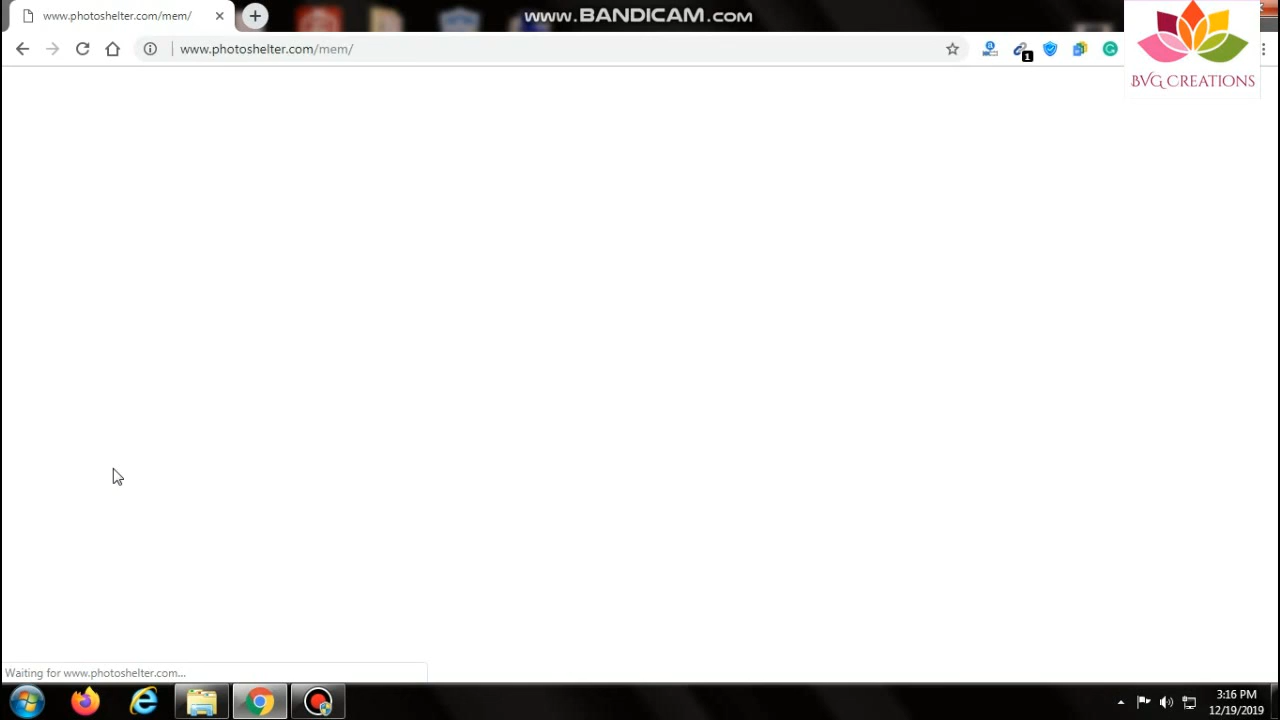 www.photoshelter.com/mem/
www.BANDICAM.com
www.photoshelter.com/mem/
1
BVG CREATIONS
Waiting for www.photoshelter.com...
3:16 PM
12/19/2019